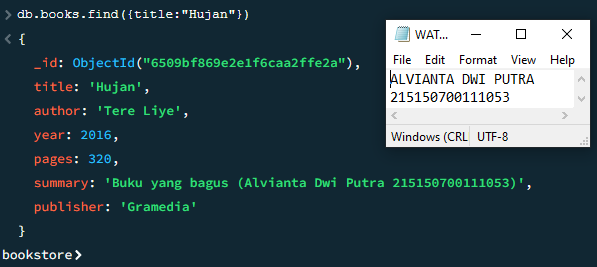 > db.books.find({title:"Hujan"})
< {
_id: ObjectId("6509bf869e2e1f6caa2ffe2a"),
title: 'Hujan',
author: 'Tere Liye',
year: 2016,
pages: 320,
summary: 'Buku yang bagus (Alvianta Dwi Putra 215150700111053)',
publisher: 'Gramedia'
}
bookstore>
WAT...
File Edit Format View Help
ALVIANTA DWI PUTRA
215150700111053
Windows (CRL UTF-8